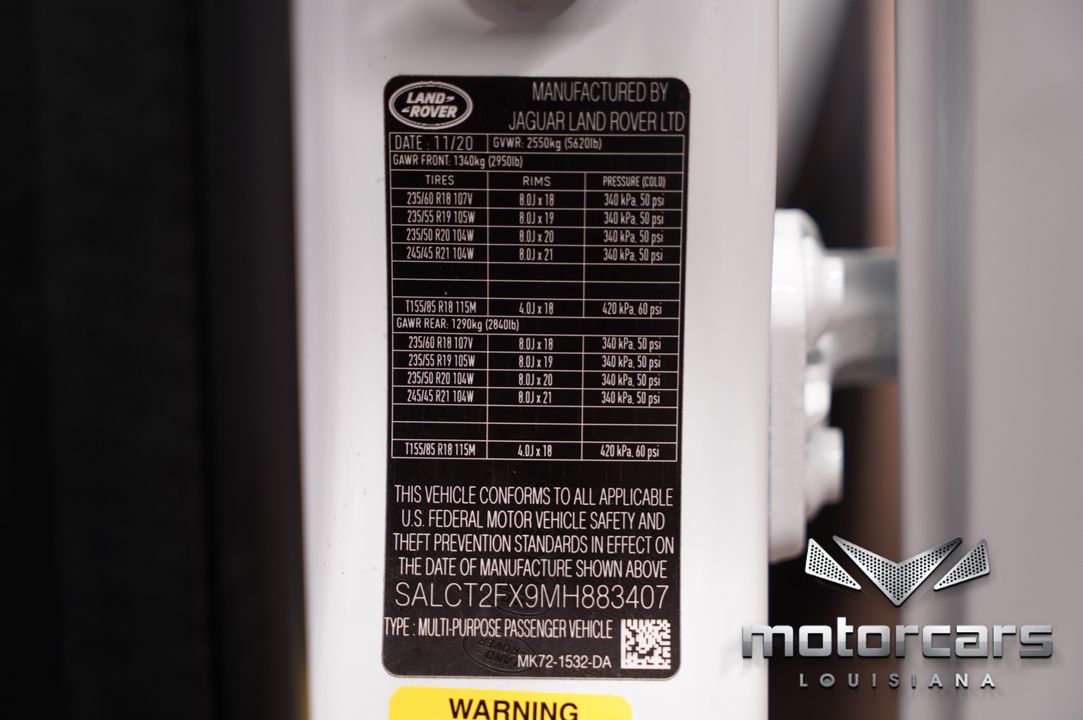 LAND ROVER
MANUFACTURED BY
JAGUAR LAND ROVER LTD
DATE : 11/20 GVWR: 2550kg (5620lb)
GAWR FRONT: 1340kg (2950lb)
TIRES RIMS PRESSURE (COLD)
235/60 R18 107V 8.0J x 18 340 kPa, 50 psi
235/55 R19 105W 8.0J x 19 340 kPa, 50 psi
235/50 R20 104W 8.0J x 20 340 kPa, 50 psi
245/45 R21 104W 8.0J x 21 340 kPa, 50 psi
T155/85 R18 115M 4.0J x 18 420 kPa, 60 psi
GAWR REAR: 1290kg (2840lb)
235/60 R18 107V 8.0J x 18 340 kPa, 50 psi
235/55 R19 105W 8.0J x 19 340 kPa, 50 psi
235/50 R20 104W 8.0J x 20 340 kPa, 50 psi
245/45 R21 104W 8.0J x 21 340 kPa, 50 psi
T155/85 R18 115M 4.0J x 18 420 kPa, 60 psi
THIS VEHICLE CONFORMS TO ALL APPLICABLE
U.S. FEDERAL MOTOR VEHICLE SAFETY AND
THEFT PREVENTION STANDARDS IN EFFECT ON
THE DATE OF MANUFACTURE SHOWN ABOVE
SALCT2FX9MH883407
TYPE : MULTI-PURPOSE PASSENGER VEHICLE
MK72-1532-DA
WARNING
motorcars
LOUISIANA